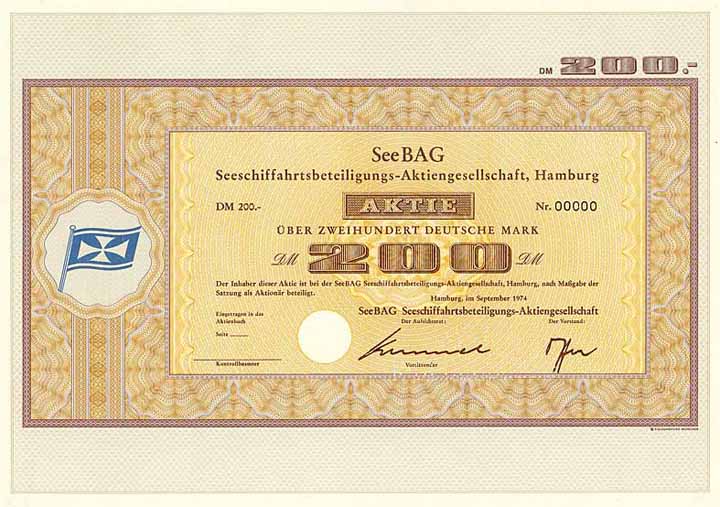 DM 200.-
SeeBAG
Seeschiffahrtsbeteiligungs-Aktiengesellschaft, Hamburg
DM 200.- AKTIE Nr. 00000
ÜBER ZWEIHUNDERT DEUTSCHE MARK
DM 200 DM
Der Inhaber dieser Aktie ist bei der SeeBAG Seeschiffahrtsbeteiligungs-Aktiengesellschaft, Hamburg, nach Maßgabe der
Satzung als Aktionär beteiligt.
Hamburg, im September 1974
Eingetragen in das
Aktienbuch
Seite
Kontrollbeamter
SeeBAG Seeschiffahrtsbeteiligungs-Aktiengesellschaft
Der Aufsichtsrat: Der Vorstand:
Vorsitzender